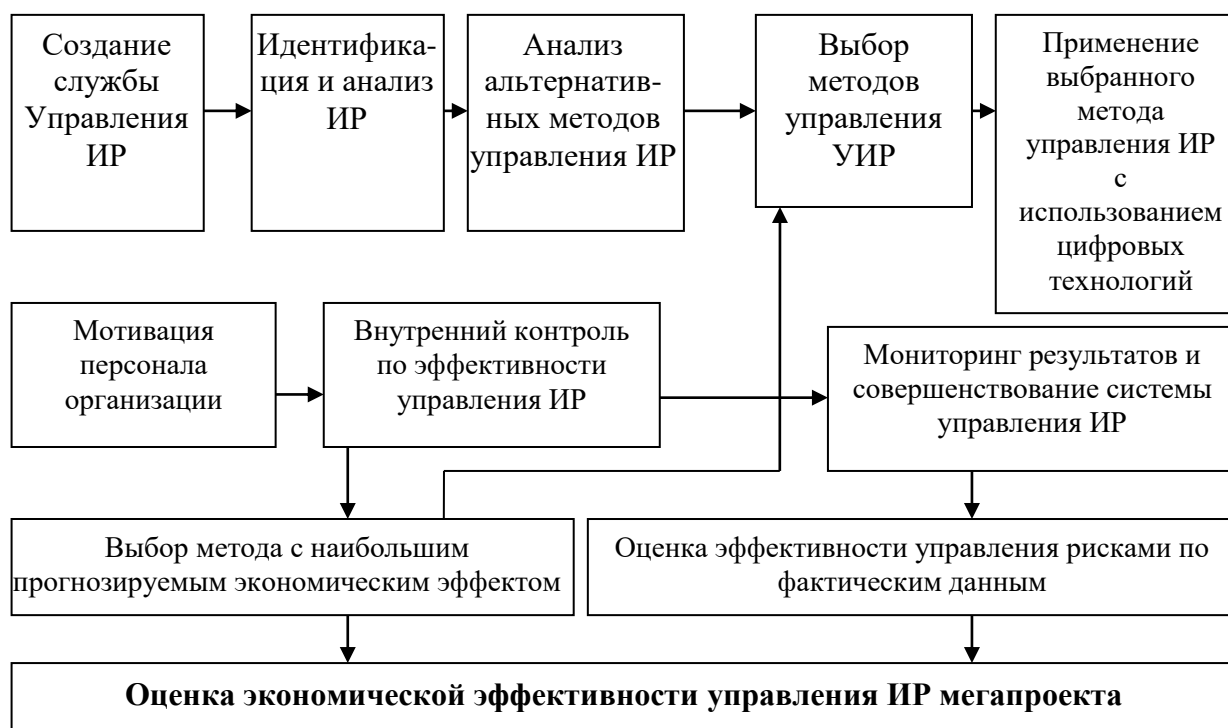 Создание
службы
Управления
ИР
Идентифика-
ция и анализ
ИР
Анализ
альтернатив-
ных методов
управления ИР
Выбор
методов
управления
УИР
Применение
выбранного
метода
управления ИР
с
использованием
цифровых
технологий
Мотивация
персонала
организации
Внутренний контроль
по эффективности
управления ИР
Мониторинг результатов и
совершенствование системы
управления ИР
Выбор метода с наибольшим
прогнозируемым экономическим эффектом
Оценка эффективности управления рисками по
фактическим данным
Оценка экономической эффективности управления ИР мегапроекта